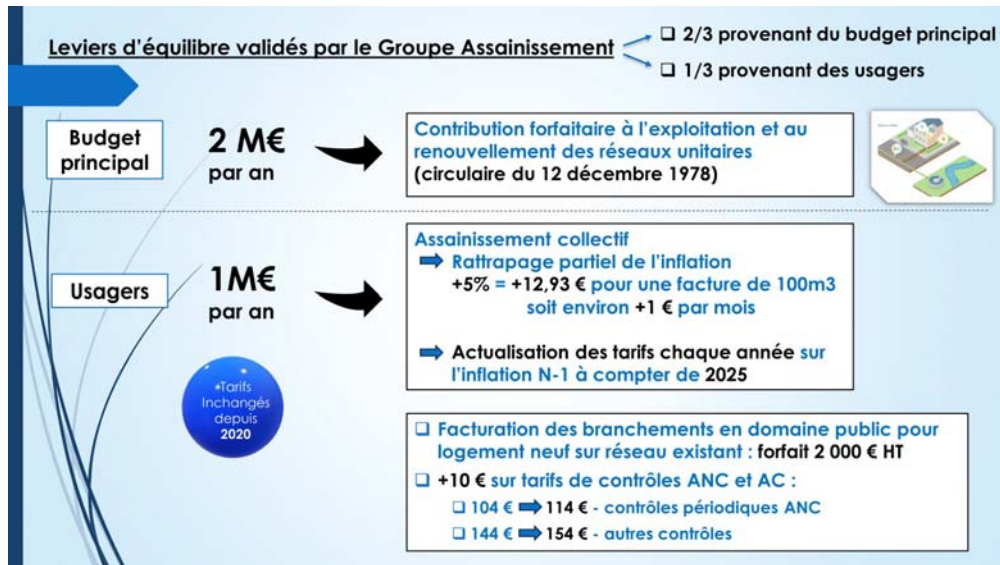 Leviers d'équilibre validés par le Groupe Assainissement
❑ 2/3 provenant du budget principal
❑ 1/3 provenant des usagers
Budget
principal
2 M€
par an
Contribution forfaitaire à l'exploitation et au
renouvellement des réseaux unitaires
(circulaire du 12 décembre 1978)
Usagers
1M€
par an
Assainissement collectif
Rattrapage partiel de l'inflation
+5% = +12,93 € pour une facture de 100m3
soit environ +1 € par mois
Actualisation des tarifs chaque année sur
l'inflation N-1 à compter de 2025
*Tarifs
Inchangés
depuis
2020
❑ Facturation des branchements en domaine public pour
logement neuf sur réseau existant : forfait 2 000 € HT
❑ +10 € sur tarifs de contrôles ANC et AC :
❑ 104 € ➡ 114 € - contrôles périodiques ANC
❑ 144 € ➡ 154 € - autres contrôles